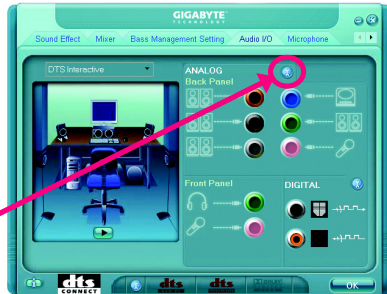 GIGABYTE
TECHNOLOGY
Sound Effect Mixer Bass Management Setting Audio I/O Microphone
DTS Interactive
ANALOG
Back Panel
Front Panel
DIGITAL
dts
CONNECT
dts
dts
OK